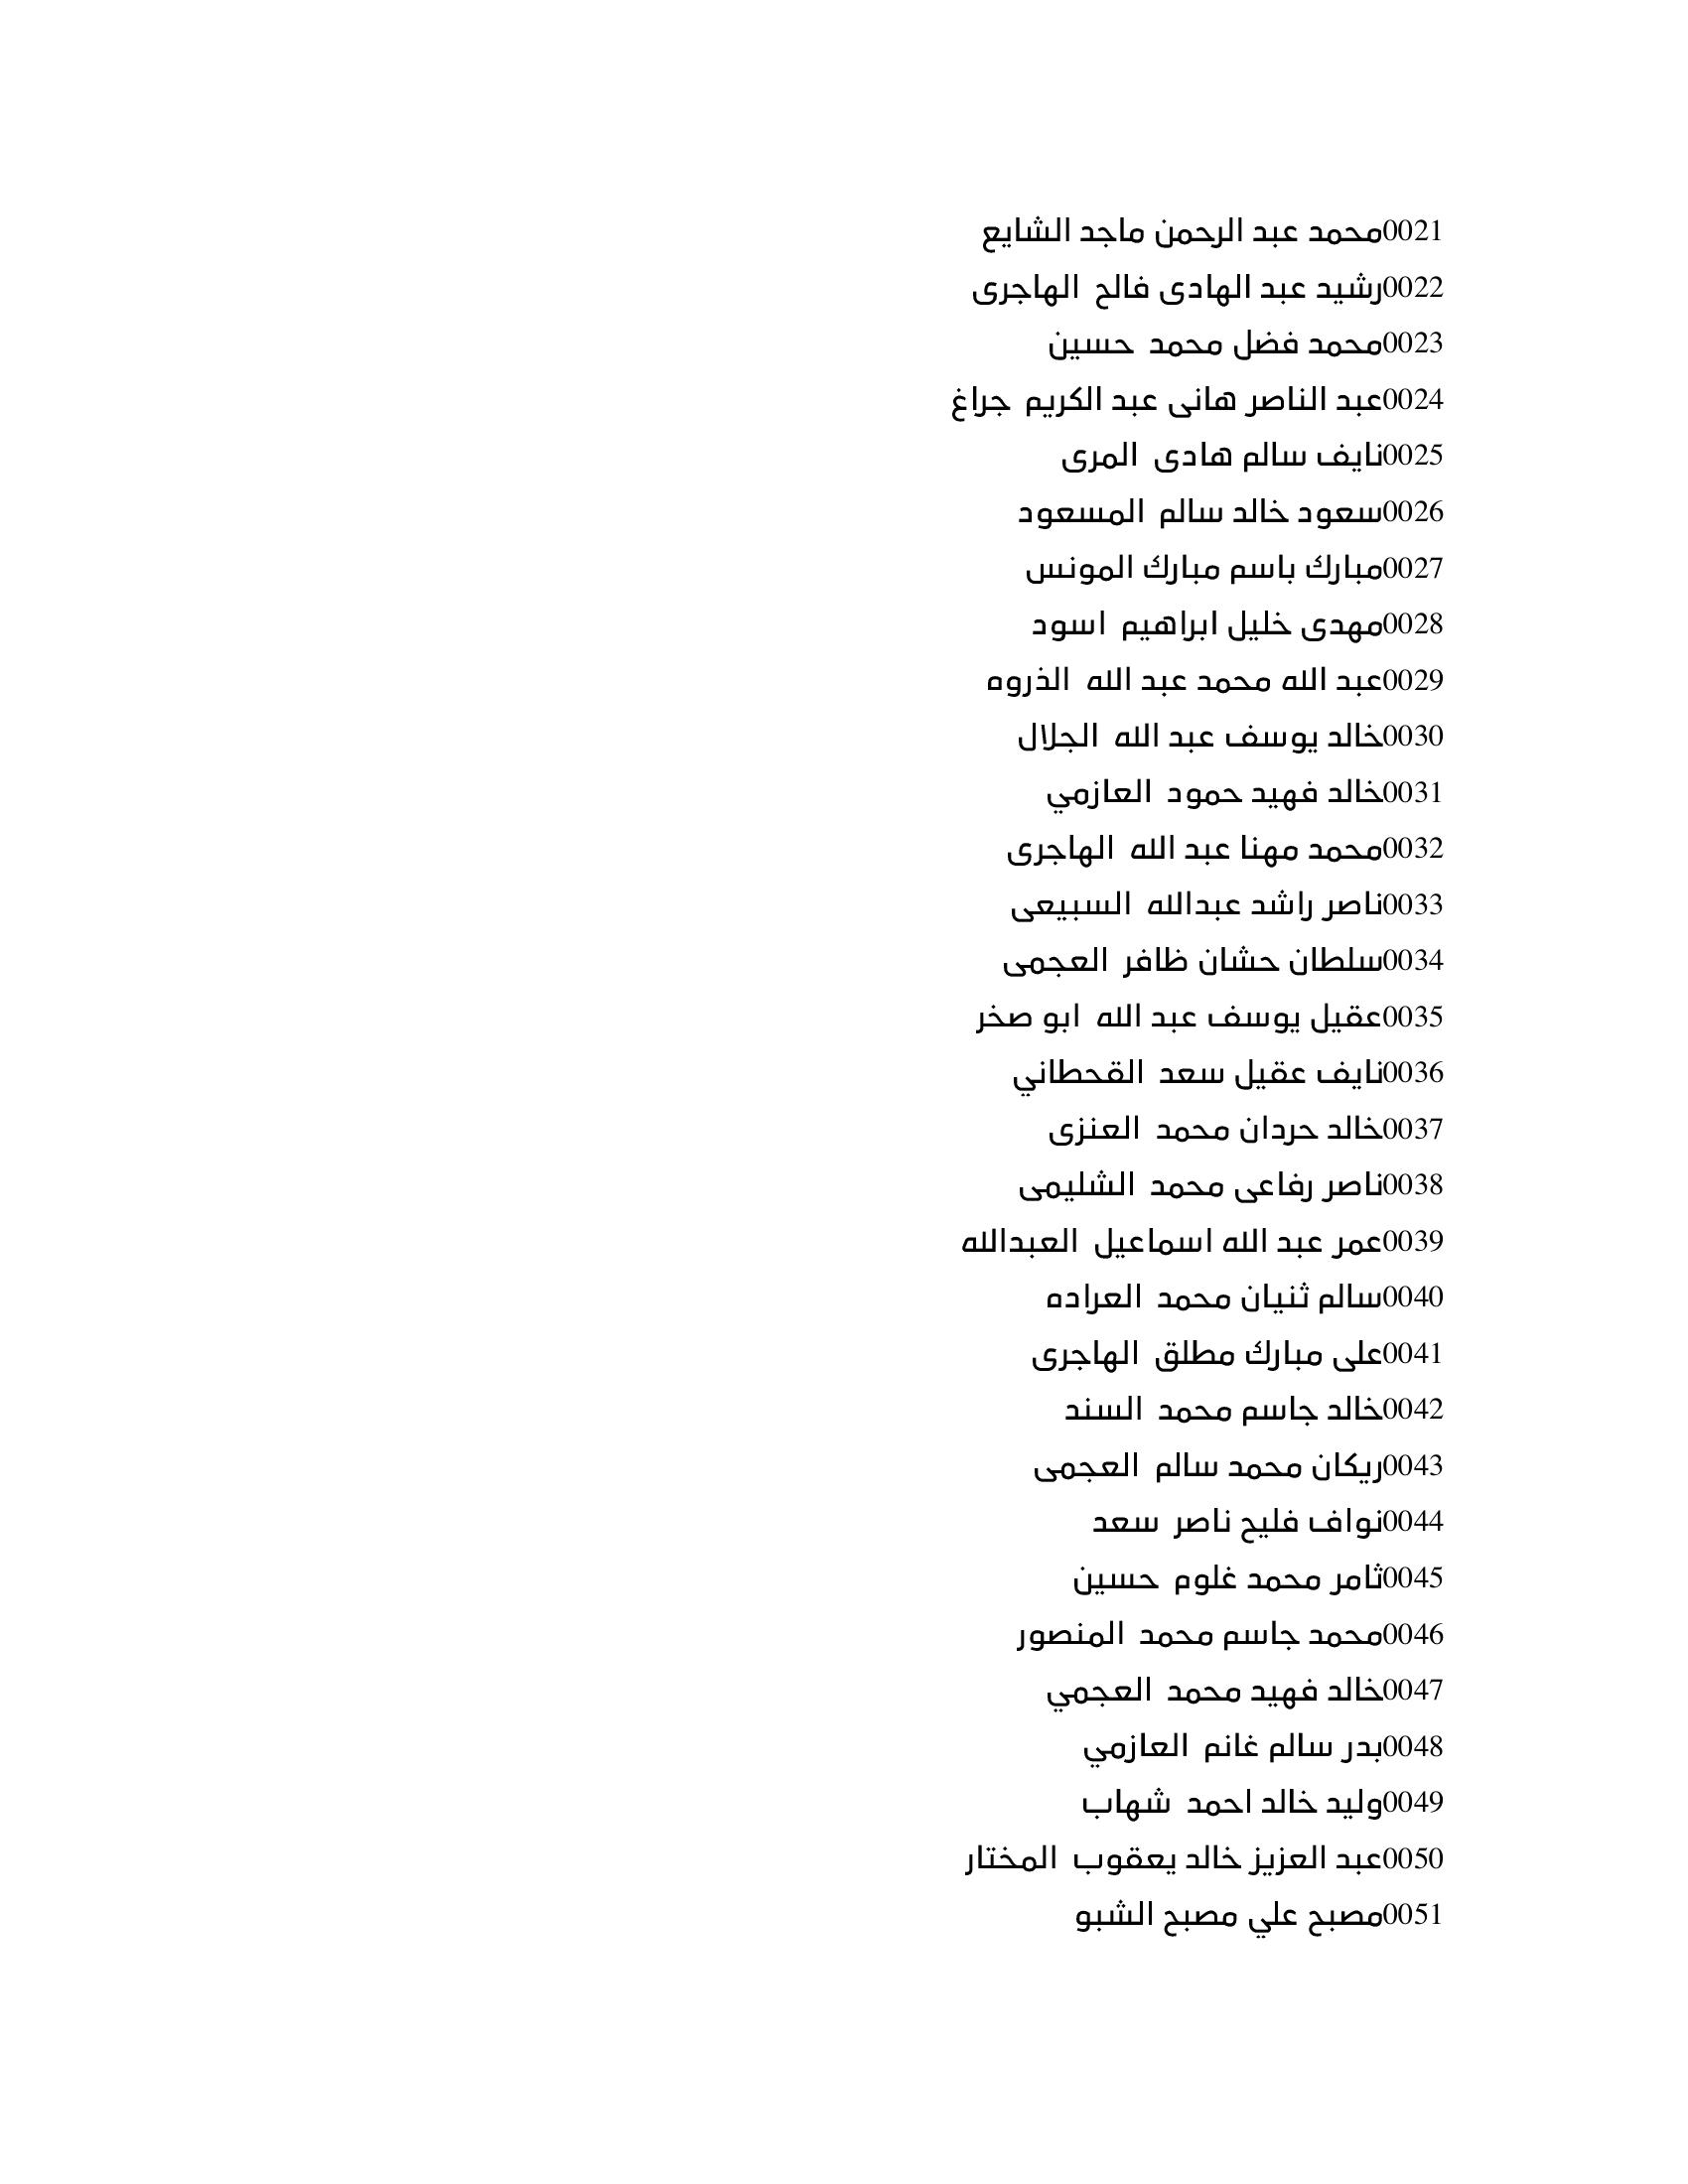 0021محمد عبد الرحمن ماجد الشايع
0022رشيد عبد الهادى فالح الهاجرى
0023محمد فضل محمد حسين
0024عبد الناصر هانى عبد الكريم جراغ
0025نايف سالم هادى المرى
0026سعود خالد سالم المسعود
0027مبارك باسم مبارك المونس
0028مهدى خليل ابراهيم اسود
0029عبد الله محمد عبد الله الذروه
0030خالد يوسف عبد الله الجلال
0031خالد فهيد حمود العازمي
0032محمد مهنا عبد الله الهاجرى
0033ناصر راشد عبدالله السبيعى
0034سلطان حشان ظافر العجمى
0035عقيل يوسف عبد الله ابو صخر
0036نايف عقيل سعد القحطاني
0037خالد حردان محمد العنزى
0038ناصر رفاعى محمد الشليمى
0039عمر عبد الله اسماعيل العبدالله
0040سالم ثنيان محمد العراده
0041على مبارك مطلق الهاجرى
0042خالد جاسم محمد السند
0043ريكان محمد سالم العجمى
0044نواف فليح ناصر سعد
0045ثامر محمد غلوم حسين
0046محمد جاسم محمد المنصور
0047خالد فهيد محمد العجمي
0048بدر سالم غانم العازمي
0049وليد خالد احمد شهاب
0050عبد العزيز خالد يعقوب المختار
0051مصبح علي مصبح الشبو